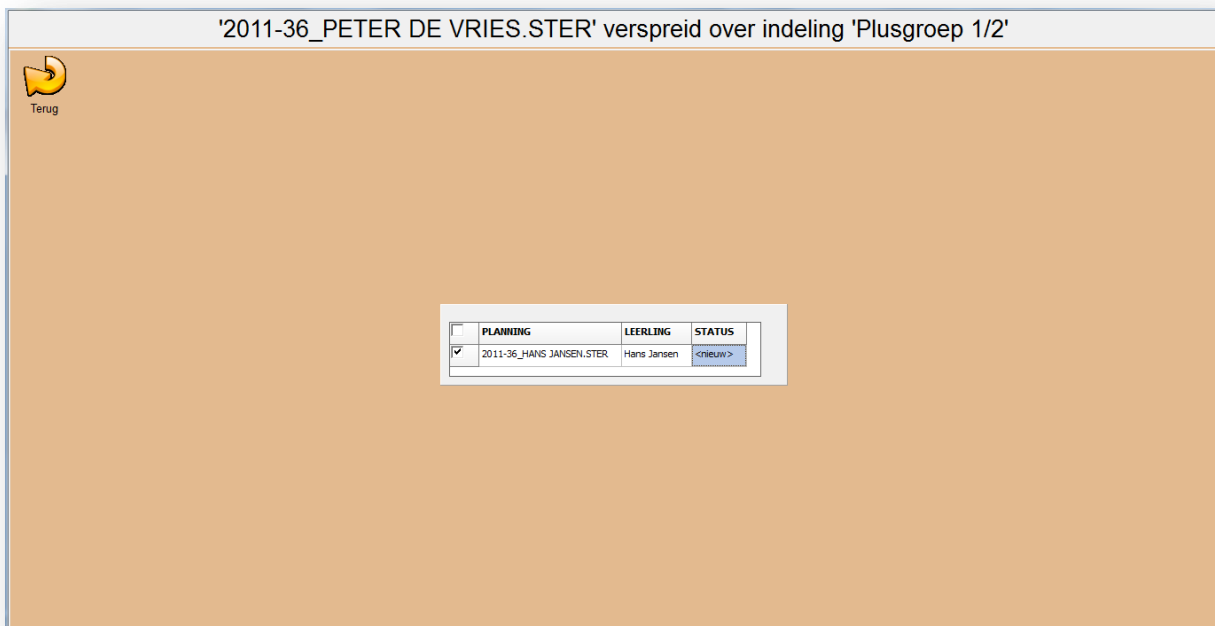 '2011-36_PETER DE VRIES.STER' verspreid over indeling 'Plusgroep 1/2'
Terug
PLANNING LEERLING STATUS
2011-36_HANS JANSEN.STER Hans Jansen <nieuw>